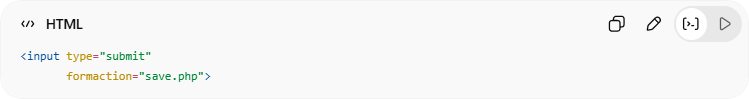 HTML
<input type="submit"
formaction="save.php">